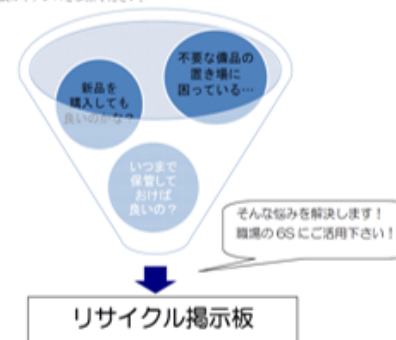 不要な備品の
置き場に
困っている…
新品を
購入しても
良いのかな？
いつまで
保管して
おけば
良いの？
そんな悩みを解決します！
職場の 6S にご活用下さい！
リサイクル掲示板